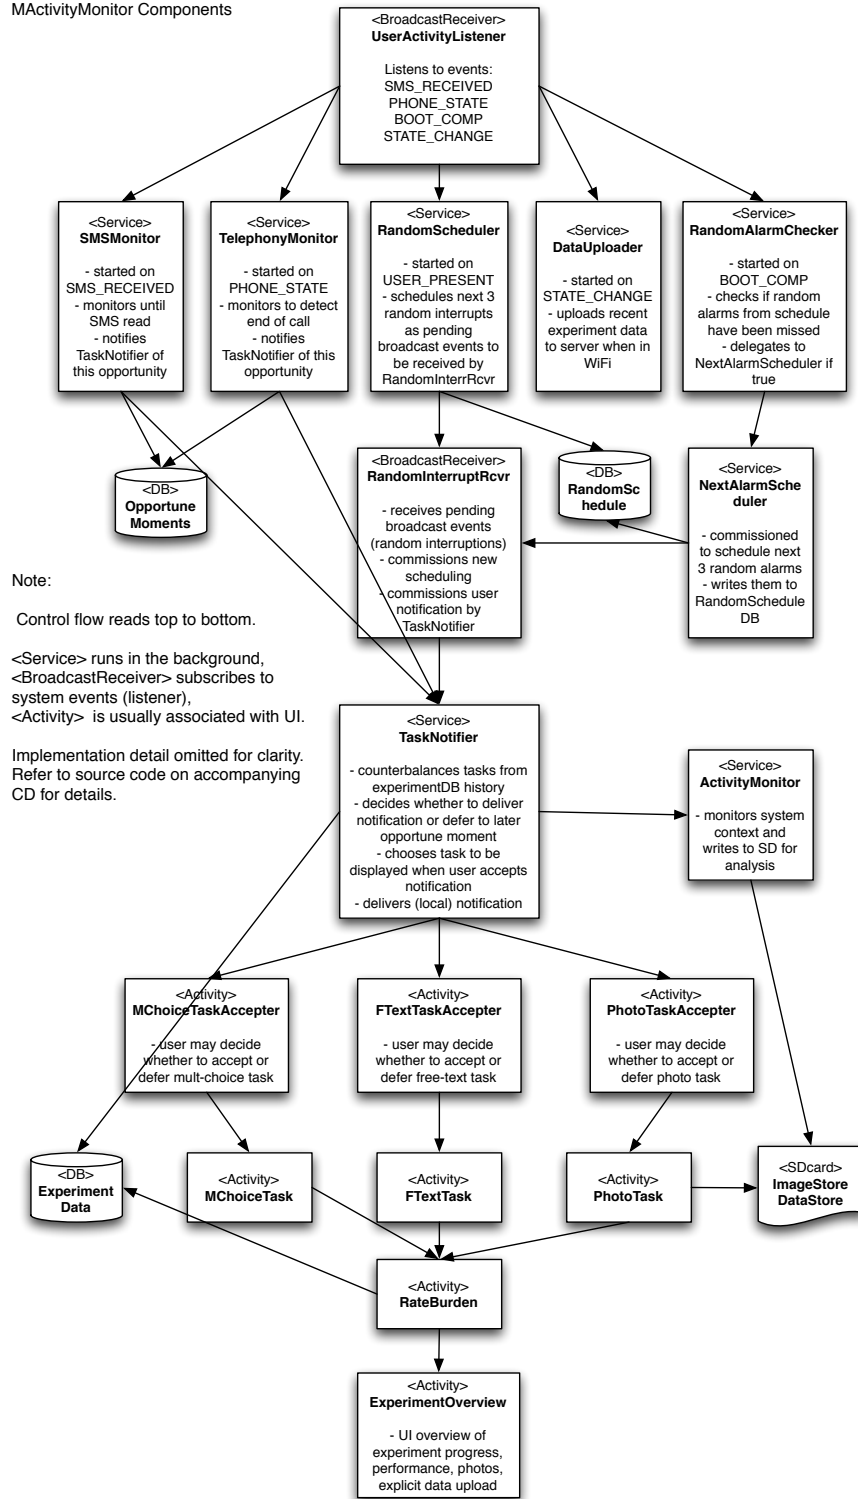 MActivityMonitor Components
<BroadcastReceiver>
UserActivityListener
Listens to events:
SMS_RECEIVED
PHONE_STATE
BOOT_COMP
STATE_CHANGE
<Service>
SMSMonitor
- started on
SMS_RECEIVED
- monitors until
SMS read
- notifies
TaskNotifier of
this opportunity
<Service>
TelephonyMonitor
- started on
PHONE_STATE
- monitors to detect
end of call
- notifies
TaskNotifier of this
opportunity
<Service>
RandomScheduler
- started on
USER_PRESENT
- schedules next 3
random interrupts
as pending
broadcast events to
be received by
RandomInterrRcvr
<Service>
DataUploader
- started on
STATE_CHANGE
- uploads recent
experiment data
to server when in
WiFi
<Service>
RandomAlarmChecker
- started on
BOOT_COMP
- checks if random
alarms from schedule
have been missed
- delegates to
NextAlarmScheduler if
true
<DB>
Opportune
Moments
<BroadcastReceiver>
RandomInterruptRcvr
- receives pending
broadcast events
(random interruptions)
- commissions new
scheduling
- commissions user
notification by
TaskNotifier
<DB>
RandomSc
hedule
<Service>
NextAlarmSche
duler
- commissioned
to schedule next
3 random alarms
- writes them to
RandomSchedule
DB
Note:
Control flow reads top to bottom.
<Service> runs in the background,
<BroadcastReceiver> subscribes to
system events (listener),
<Activity>  is usually associated with UI.
Implementation detail omitted for clarity.
Refer to source code on accompanying
CD for details.
<Service>
TaskNotifier
- counterbalances tasks from
experimentDB history
- decides whether to deliver
notification or defer to later
opportune moment
- chooses task to be
displayed when user accepts
notification
- delivers (local) notification
<Service>
ActivityMonitor
- monitors system
context and
writes to SD for
analysis
<Activity>
MChoiceTaskAccepter
- user may decide
whether to accept or
defer mult-choice task
<Activity>
FTextTaskAccepter
- user may decide
whether to accept or
defer free-text task
<Activity>
PhotoTaskAccepter
- user may decide
whether to accept or
defer photo task
<DB>
Experiment
Data
<Activity>
MChoiceTask
<Activity>
FTextTask
<Activity>
PhotoTask
<SDcard>
ImageStore
DataStore
<Activity>
RateBurden
<Activity>
ExperimentOverview
- UI overview of
experiment progress,
performance, photos,
explicit data upload